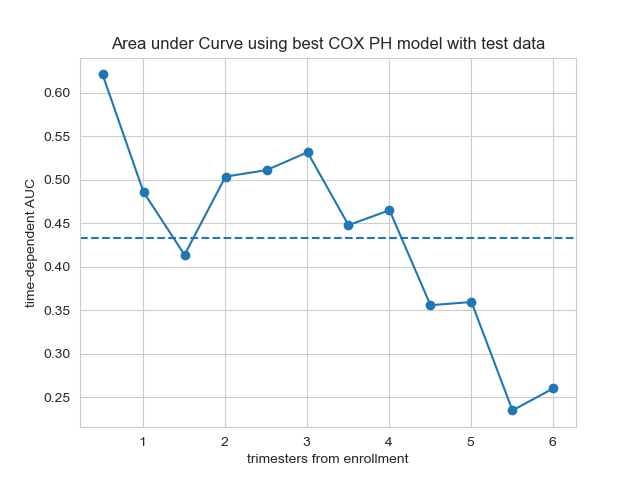 Area under Curve using best COX PH model with test data
time-dependent AUC
0.60
0.55
0.50
0.45
0.40
0.35
0.30
0.25
1 2 3 4 5 6
trimesters from enrollment